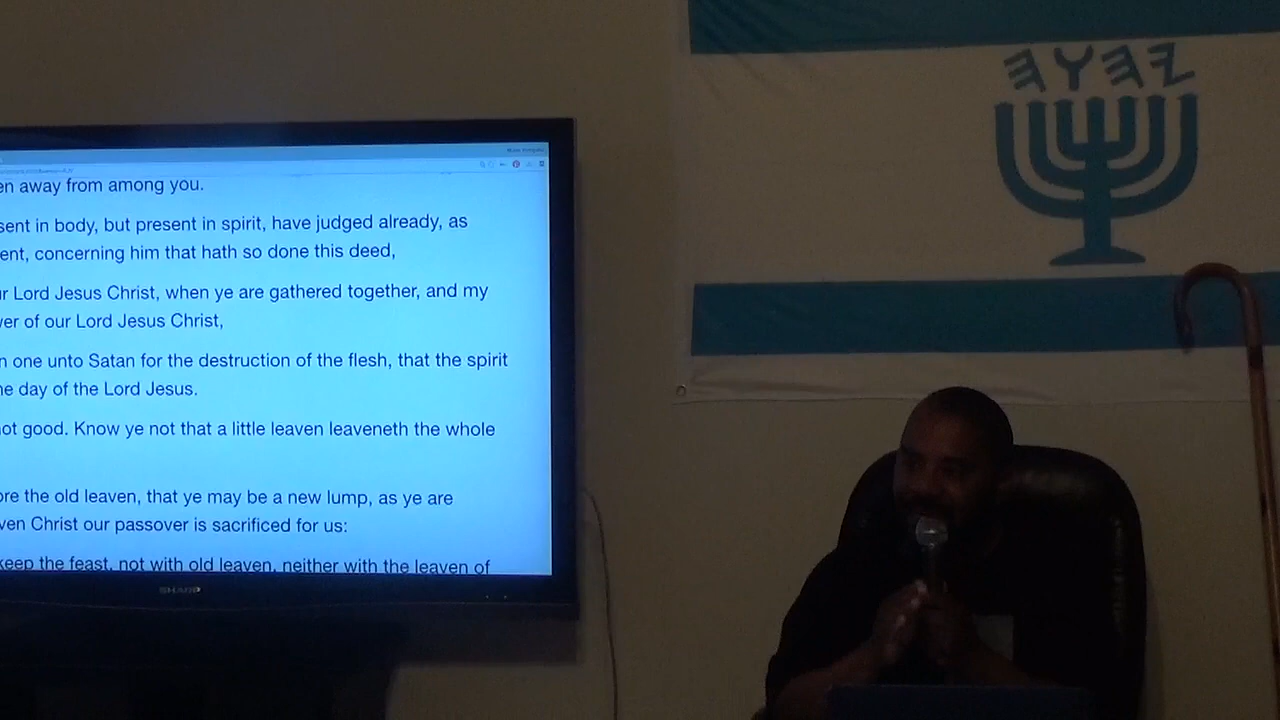 en away from among you.
sent in body, but present in spirit, have judged already, as
ent, concerning him that hath so done this deed,
r Lord Jesus Christ, when ye are gathered together, and my
er of our Lord Jesus Christ,
n one unto Satan for the destruction of the flesh, that the spirit
e day of the Lord Jesus.
ot good. Know ye not that a little leaven leaveneth the whole
ore the old leaven, that ye may be a new lump, as ye are
ven Christ our passover is sacrificed for us:
keep the feast, not with old leaven, neither with the leaven of
SHARP
𐤉𐤄𐤅𐤄